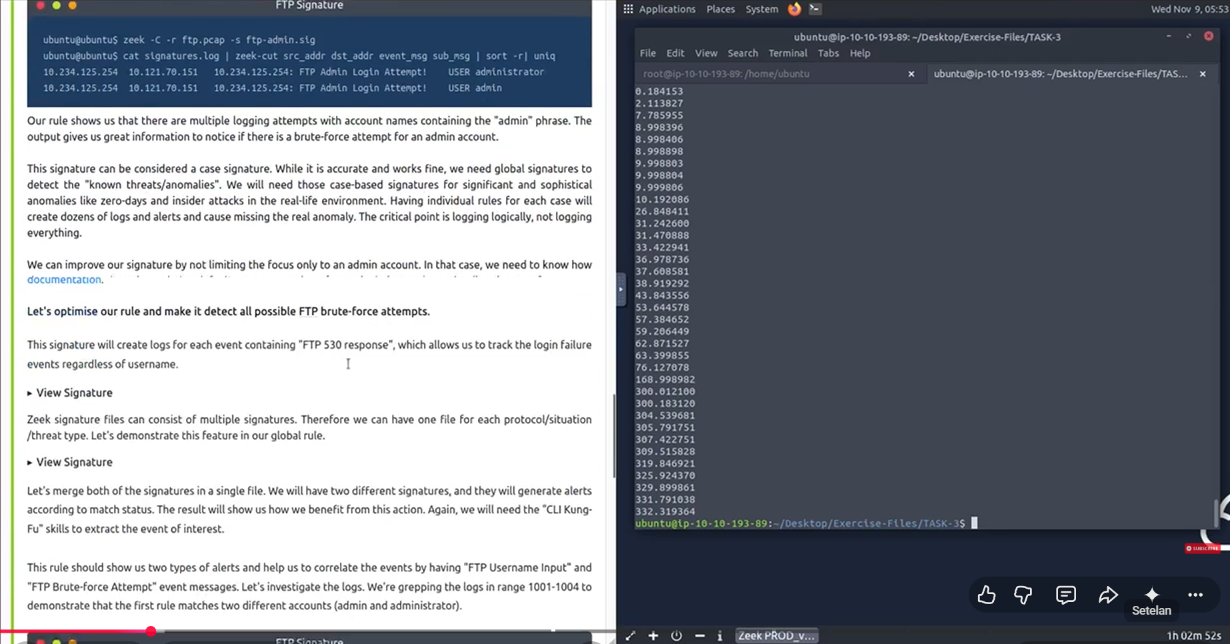 FTP Signature
ubuntu@ubuntu$ zeek -C -r ftp.pcap -s ftp-admin.sig
ubuntu@ubuntu$ cat signatures.log | zeek-cut src_addr dst_addr event_msg sub_msg | sort -r| uniq
10.234.125.254 10.121.70.151 10.234.125.254: FTP Admin Login Attempt! USER administrator
10.234.125.254 10.121.70.151 10.234.125.254: FTP Admin Login Attempt! USER admin
Our rule shows us that there are multiple logging attempts with account names containing the "admin" phrase. The
output gives us great information to notice if there is a brute-force attempt for an admin account.
This signature can be considered a case signature. While it is accurate and works fine, we need global signatures to
detect the "known threats/anomalies". We will need those case-based signatures for significant and sophistical
anomalies like zero-days and insider attacks in the real-life environment. Having individual rules for each case will
create dozens of logs and alerts and cause missing the real anomaly. The critical point is logging logically, not logging
everything.
We can improve our signature by not limiting the focus only to an admin account. In that case, we need to know how
documentation.
Let's optimise our rule and make it detect all possible FTP brute-force attempts.
This signature will create logs for each event containing "FTP 530 response", which allows us to track the login failure
events regardless of username.
▸ View Signature
Zeek signature files can consist of multiple signatures. Therefore we can have one file for each protocol/situation
/threat type. Let's demonstrate this feature in our global rule.
▸ View Signature
Let's merge both of the signatures in a single file. We will have two different signatures, and they will generate alerts
according to match status. The result will show us how we benefit from this action. Again, we will need the "CLI Kung-
Fu" skills to extract the event of interest.
This rule should show us two types of alerts and help us to correlate the events by having "FTP Username Input" and
"FTP Brute-force Attempt" event messages. Let's investigate the logs. We're grepping the logs in range 1001-1004 to
demonstrate that the first rule matches two different accounts (admin and administrator).
FTP Signature
Applications Places System Wed Nov 9, 05:53
ubuntu@ip-10-10-193-89: ~/Desktop/Exercise-Files/TASK-3
File Edit View Search Terminal Tabs Help
root@ip-10-10-193-89: /home/ubuntu ubuntu@ip-10-10-193-89: ~/Desktop/Exercise-Files/TAS...
0.184153
2.113827
7.785955
8.998396
8.998406
8.998898
9.998803
9.998804
9.999806
10.192086
26.848411
31.242600
31.470888
33.422941
36.978736
37.608581
38.919292
43.843556
53.644578
57.384652
59.206449
62.871527
63.399855
76.127078
168.998982
300.012100
300.183120
304.539681
305.791751
307.422751
309.515828
319.846921
325.924370
329.899861
331.791038
332.319364
ubuntu@ip-10-10-193-89:~/Desktop/Exercise-Files/TASK-3$
SUBSCRIBE
Setelan
Zeek PROD_v... 1h 02m 52s